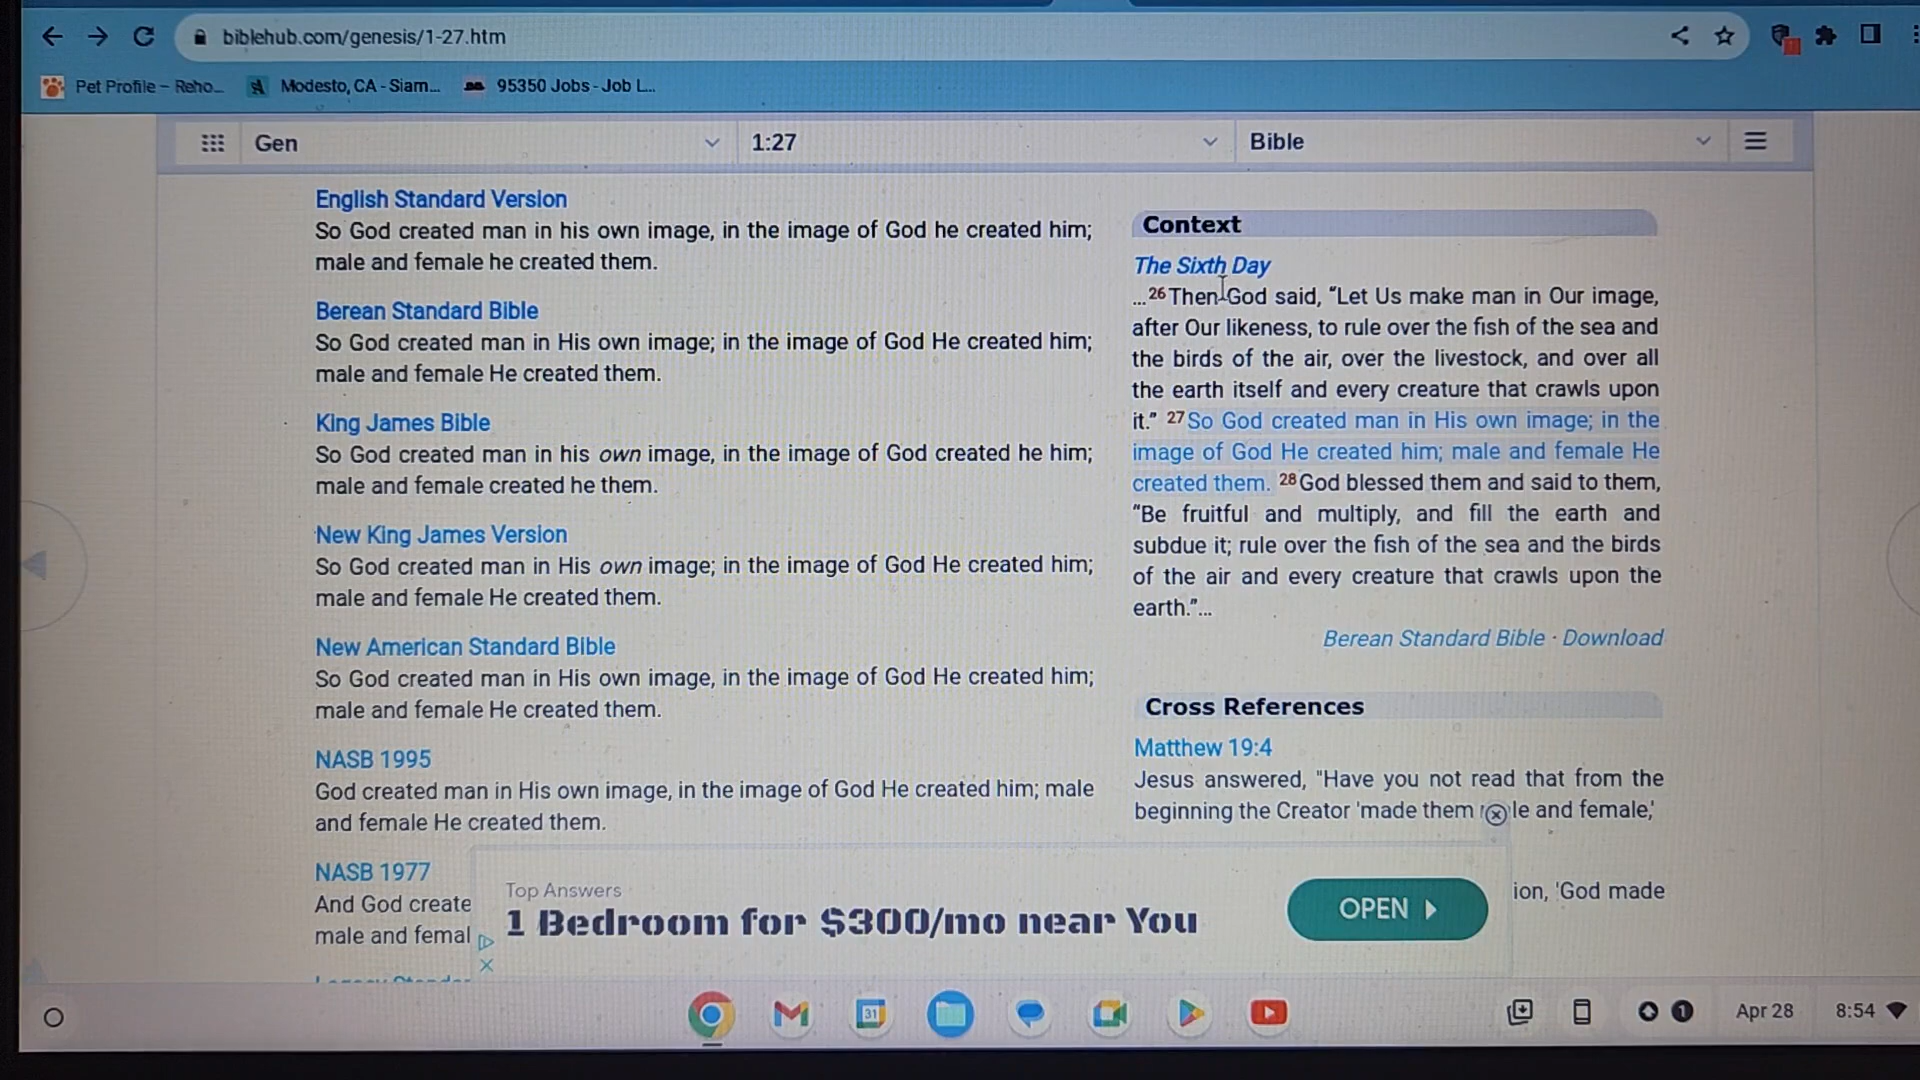 biblehub.com/genesis/1-27.htm
Pet Profile – Reho...
Modesto, CA - Siam...
95350 Jobs - Job L...
Gen
1:27
Bible
English Standard Version
So God created man in his own image, in the image of God he created him;
male and female he created them.
Berean Standard Bible
So God created man in His own image; in the image of God He created him;
male and female He created them.
King James Bible
So God created man in his own image, in the image of God created he him;
male and female created he them.
New King James Version
So God created man in His own image; in the image of God He created him;
male and female He created them.
New American Standard Bible
So God created man in His own image, in the image of God He created him;
male and female He created them.
NASB 1995
God created man in His own image, in the image of God He created him; male
and female He created them.
NASB 1977
And God create
male and femal
Context
The Sixth Day
...26Then God said, “Let Us make man in Our image,
after Our likeness, to rule over the fish of the sea and
the birds of the air, over the livestock, and over all
the earth itself and every creature that crawls upon
it.” 27So God created man in His own image; in the
image of God He created him; male and female He
created them. 28God blessed them and said to them,
“Be fruitful and multiply, and fill the earth and
subdue it; rule over the fish of the sea and the birds
of the air and every creature that crawls upon the
earth.”...
Berean Standard Bible · Download
Cross References
Matthew 19:4
Jesus answered, "Have you not read that from the
beginning the Creator 'made them le and female,'
ion, 'God made
Top Answers
1 Bedroom for $300/mo near You
OPEN
31
1
Apr 28
8:54